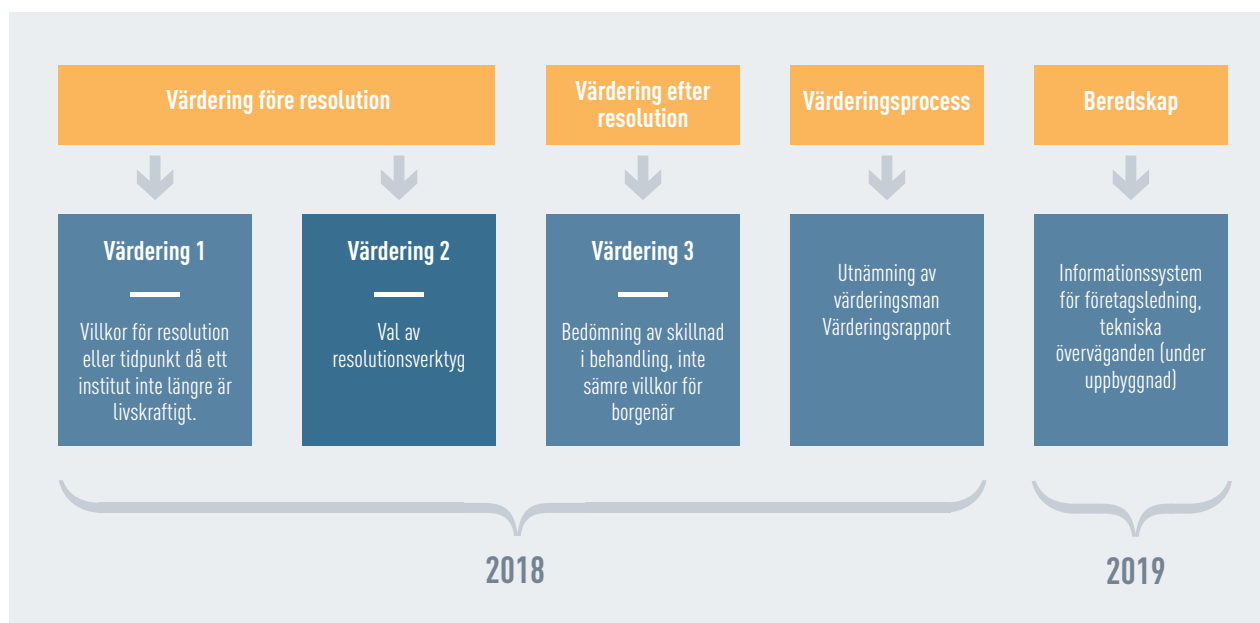 Värdering före resolution
Värdering efter
resolution
Värderingsprocess
Beredskap
Värdering 1
Villkor för resolution
eller tidpunkt då ett
institut inte längre är
livskraftigt.
Värdering 2
Val av
resolutionsverktyg
Värdering 3
Bedömning av skillnad
i behandling, inte
sämre villkor för
borgenär
Utnämning av
värderingsman
Värderingsrapport
Informationssystem
för företagsledning,
tekniska
överväganden (under
uppbyggnad)
2018
2019